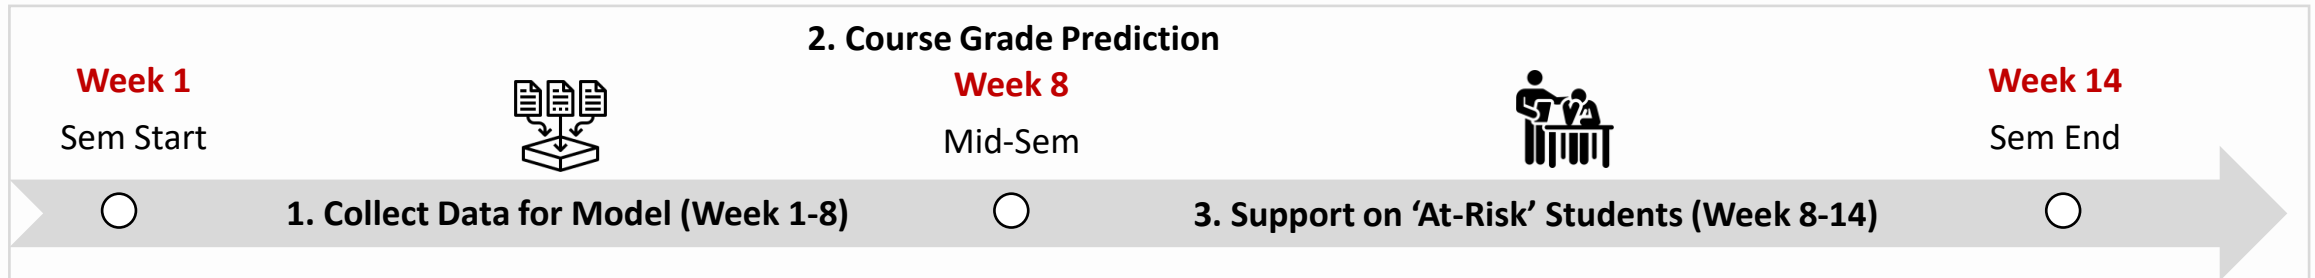 2. Course Grade Prediction
Week 1
Sem Start
Week 8
Mid-Sem
Week 14
Sem End
1. Collect Data for Model (Week 1-8)
3. Support on ‘At-Risk’ Students (Week 8-14)